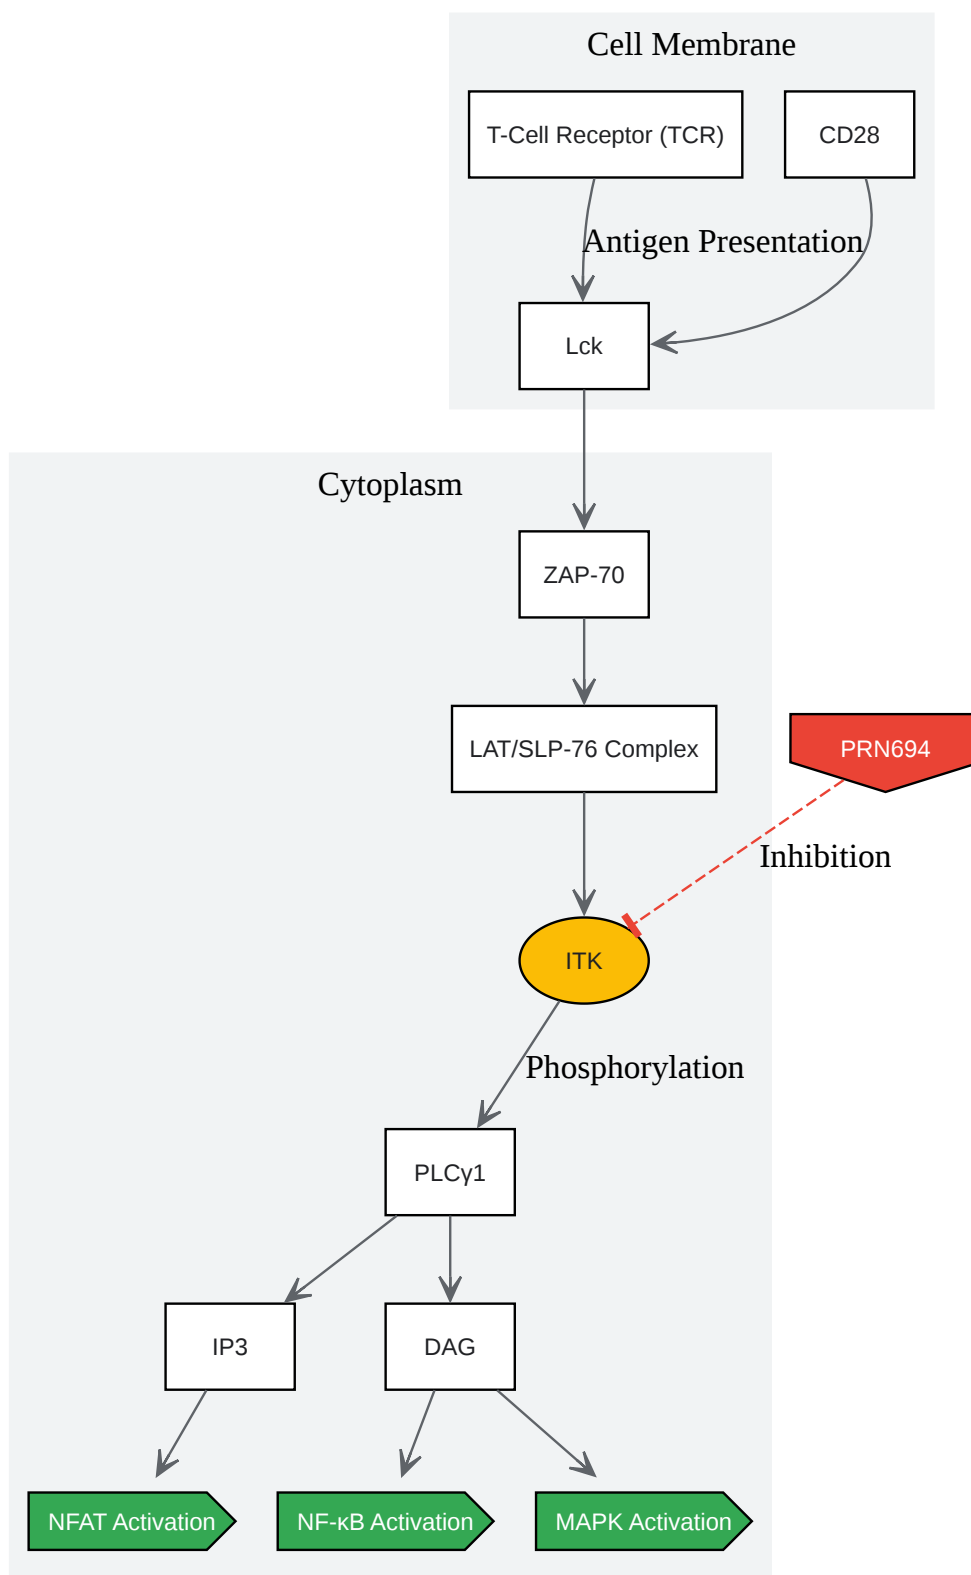 Cell Membrane
T-Cell Receptor (TCR)
CD28
Antigen Presentation
Lck
Cytoplasm
ZAP-70
LAT/SLP-76 Complex
PRN694
Inhibition
ITK
Phosphorylation
PLCγ1
IP3
DAG
NFAT Activation
NF-κB Activation
MAPK Activation